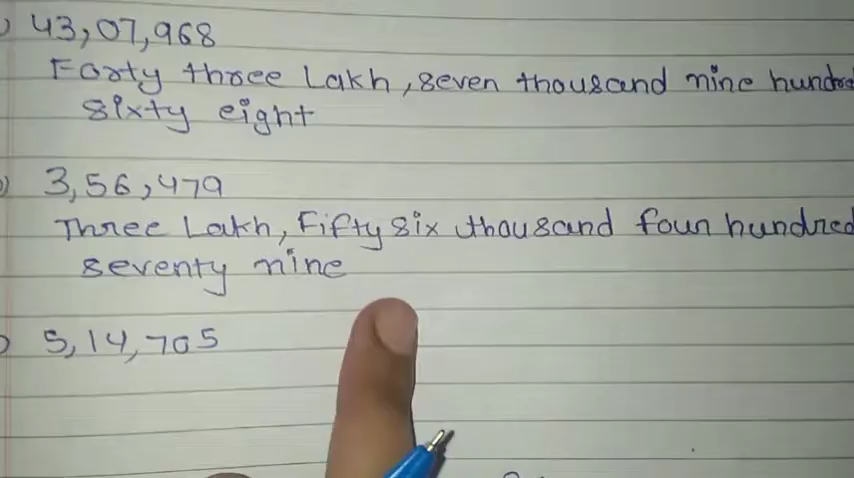 43,07,968
Forty three Lakh, seven thousand nine hundred
sixty eight
3,56,479
Three Lakh, Fifty six thousand four hundred
seventy nine
5,14,705